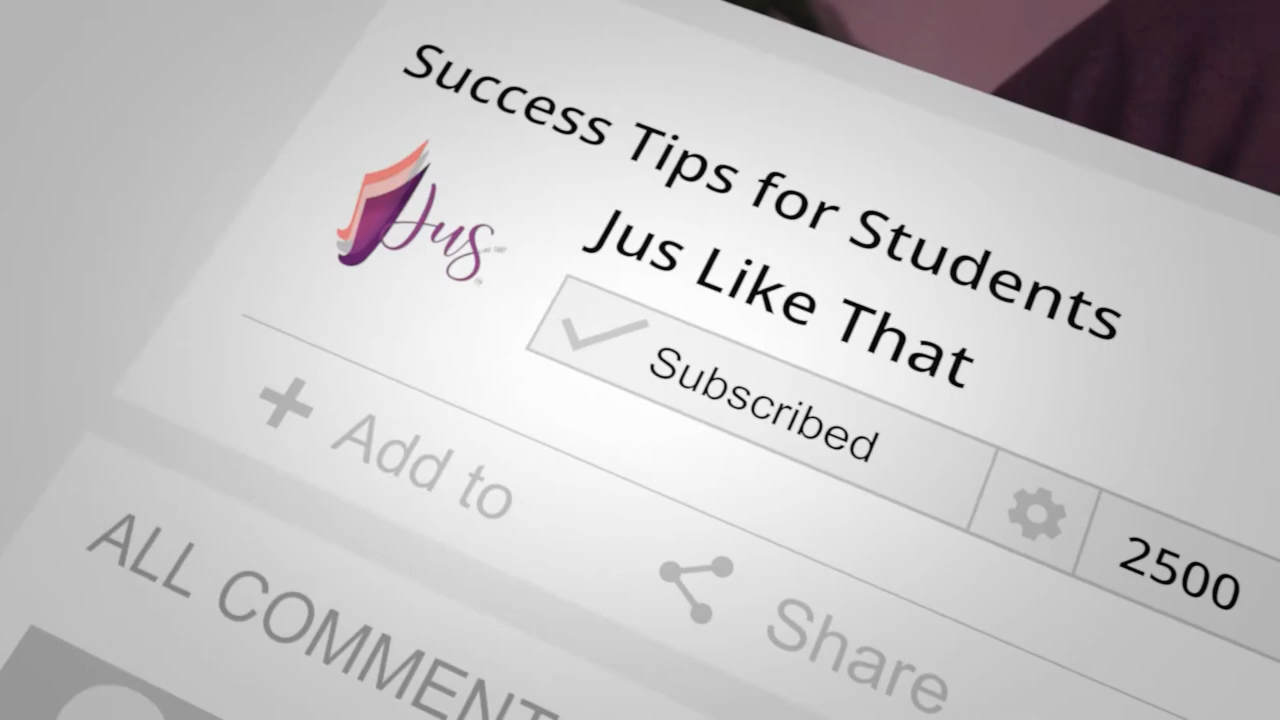 Success Tips for Students
Jus
Jus Like That
Subscribed
2500
Add to
Share
ALL COMMENT